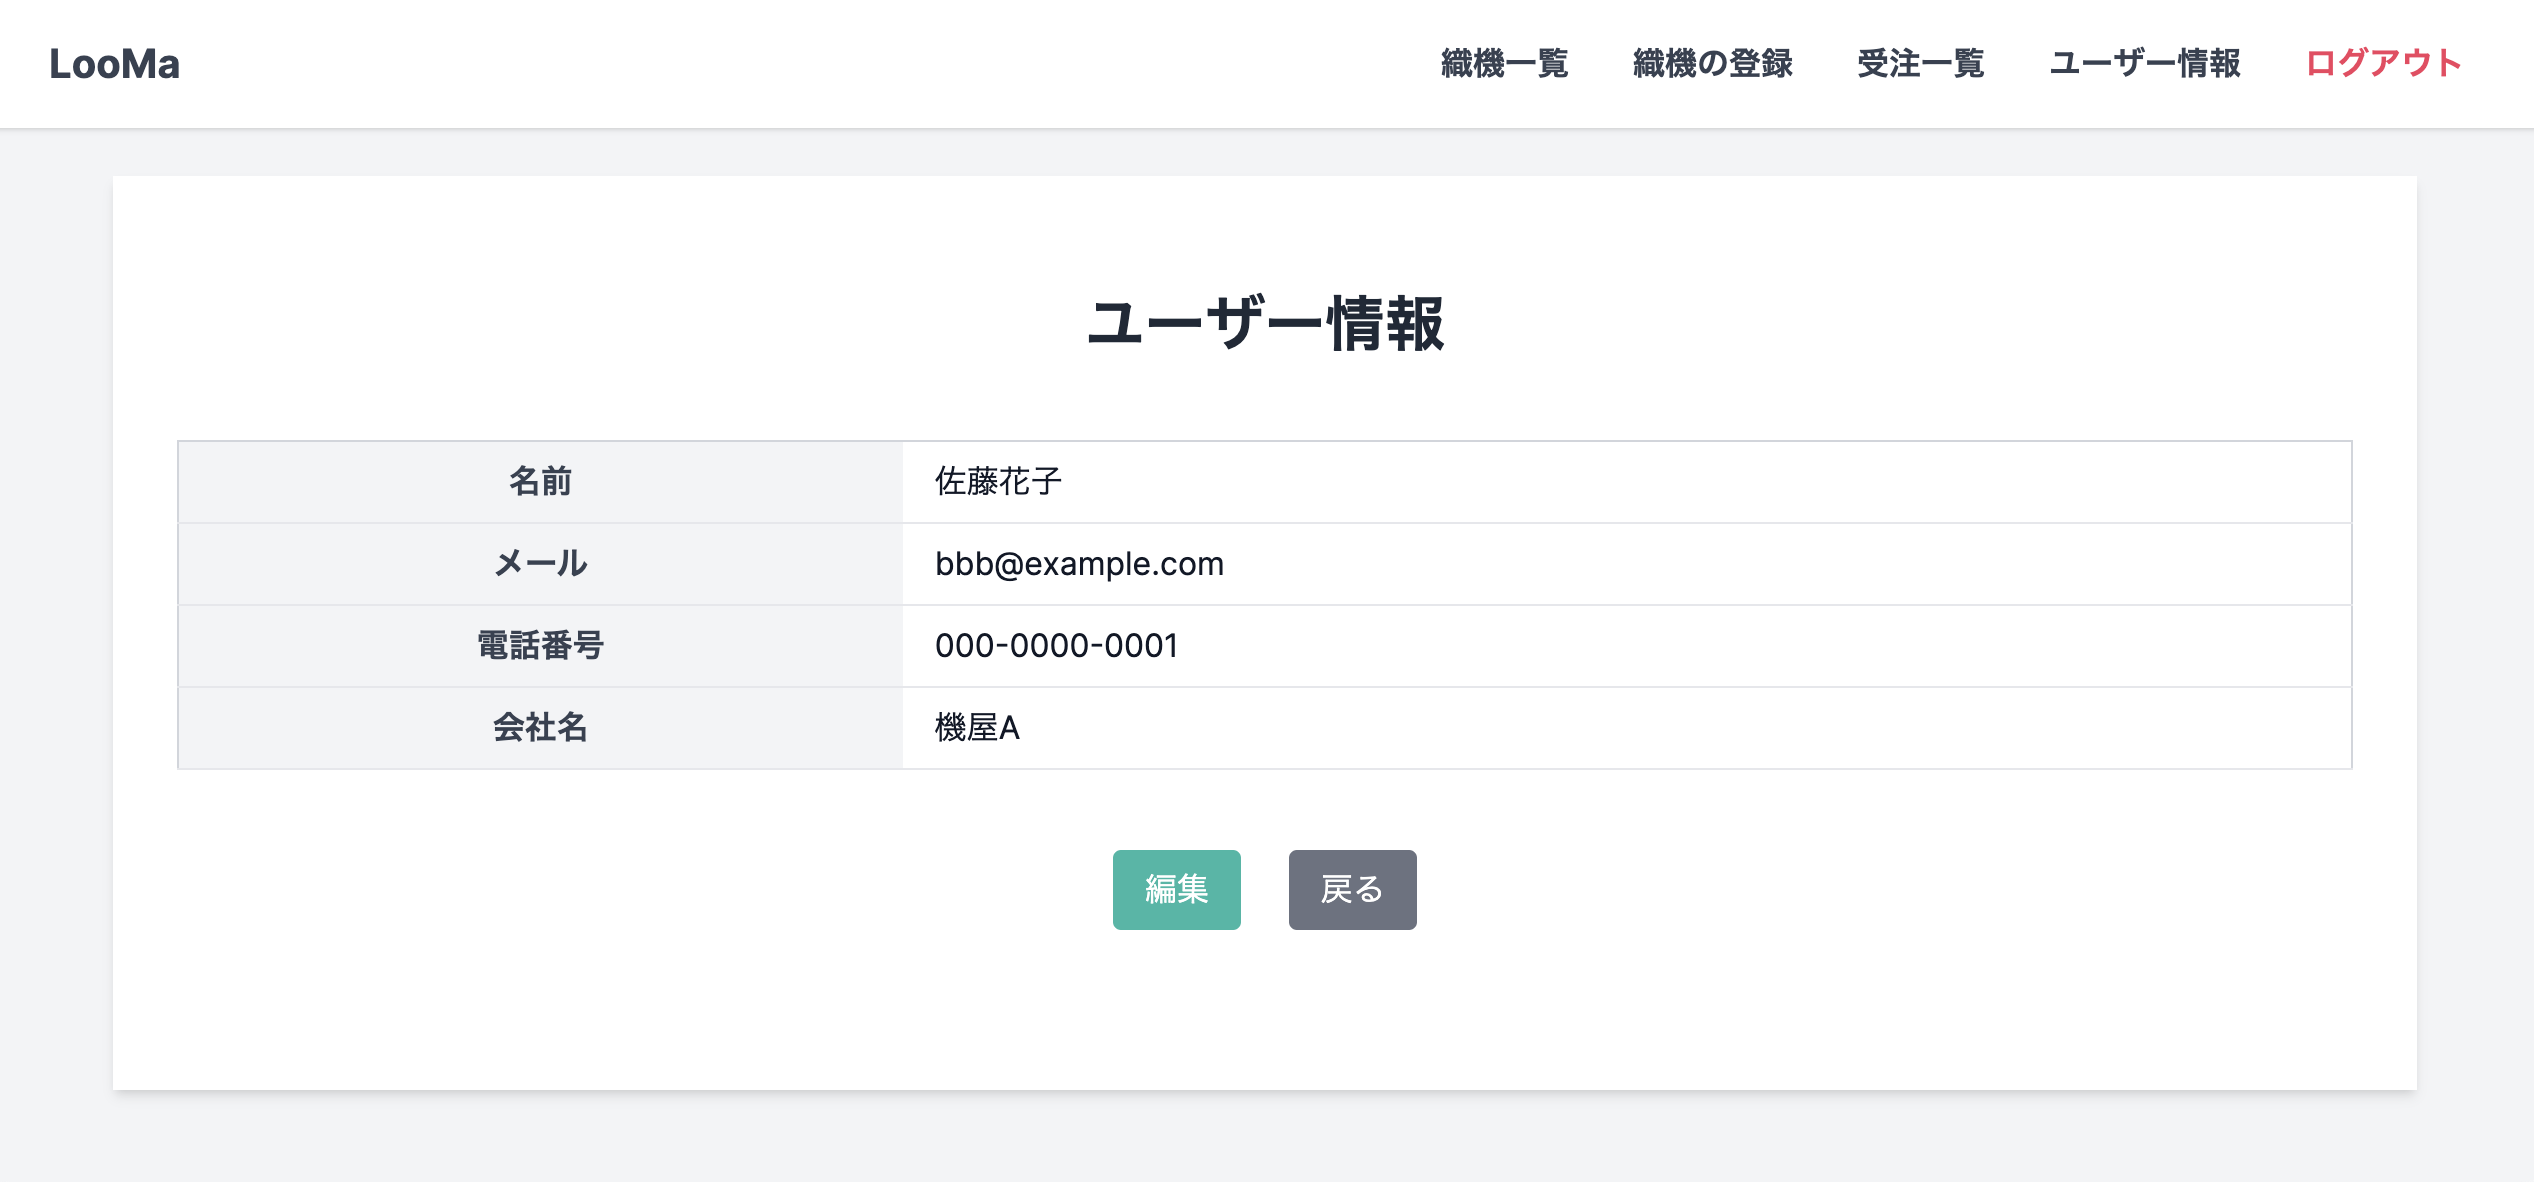 LooMa 織機一覧 織機の登録 受注一覧 ユーザー情報 ログアウト
ユーザー情報
名前 佐藤花子
メール bbb@example.com
電話番号 000-0000-0001
会社名 機屋A
編集 戻る